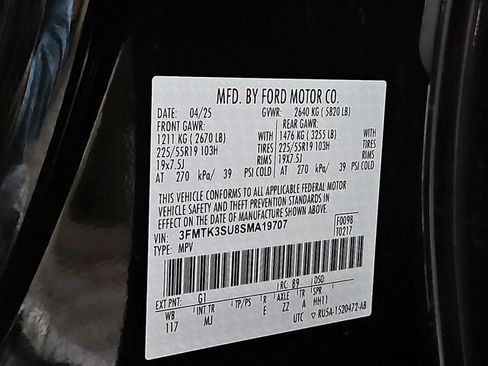 MFD. BY FORD MOTOR CO.
DATE: 04/25 GVWR: 2640 KG (5820 LB)
FRONT GAWR: REAR GAWR:
1211 KG (2670 LB) WITH 1476 KG (3255 LB) WITH
225/55R19 103H TIRES 225/55R19 103H TIRES
19X7.5J RIMS 19X7.5J RIMS
AT 270 kPa/ 39 PSI COLD AT 270 kPa/ 39 PSI COLD
THIS VEHICLE CONFORMS TO ALL APPLICABLE FEDERAL MOTOR
VEHICLE SAFETY AND THEFT PREVENTION STANDARDS IN
EFFECT ON THE DATE OF MANUFACTURE SHOWN ABOVE.
VIN: 3FMTK3SU8SMA19707 F0098
TYPE: MPV T0217
EXT PNT: G1 RC: B9 DSO:
WB INT TR TP/PS R AXLE TR SPR
117 MJ E ZZ A HH11
UTC RU5A-1520472-AB